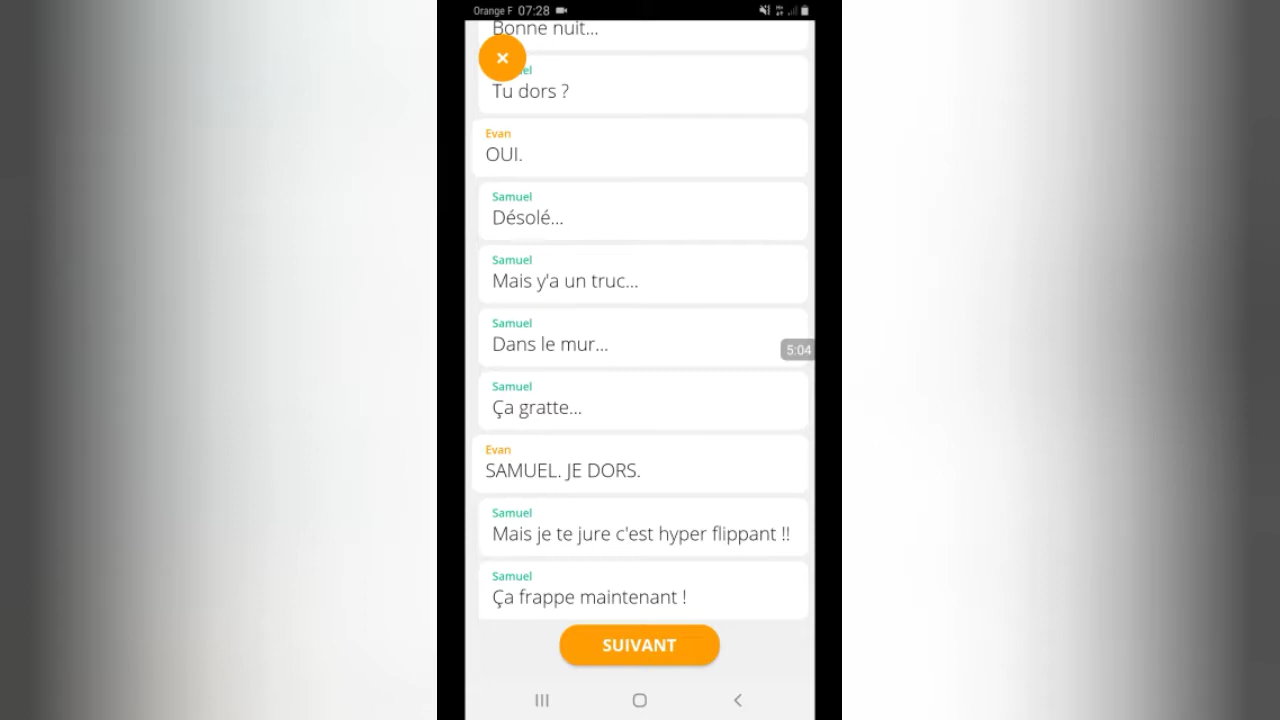 Orange F 07:28
Bonne nuit...
el
Tu dors ?
Evan
OUI.
Samuel
Désolé...
Samuel
Mais y'a un truc...
Samuel
Dans le mur...
5:04
Samuel
Ça gratte...
Evan
SAMUEL. JE DORS.
Samuel
Mais je te jure c'est hyper flippant !!
Samuel
Ça frappe maintenant !
SUIVANT